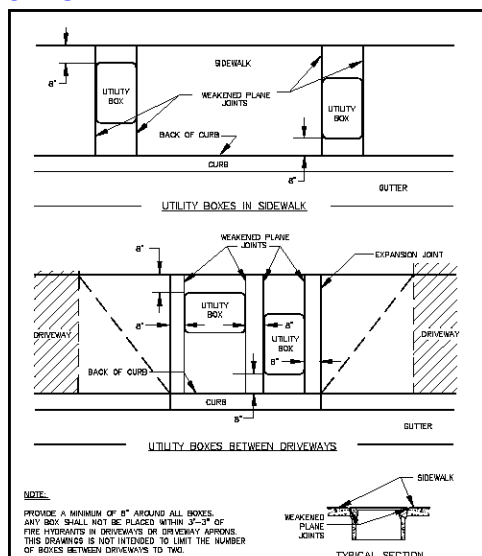 SIDEWALK
8"
UTILITY
BOX
WEAKENED PLANE
JOINTS
UTILITY
BOX
BACK OF CURB
CURB
8"
GUTTER
UTILITY BOXES IN SIDEWALK
WEAKENED PLANE
JOINTS
8"
EXPANSION JOINT
UTILITY
BOX
8"
8"
DRIVEWAY
UTILITY
BOX
DRIVEWAY
8"
BACK OF CURB
CURB
8"
GUTTER
UTILITY BOXES BETWEEN DRIVEWAYS
NOTE:
PROVIDE A MINIMUM OF 8" AROUND ALL BOXES.
ANY BOX SHALL NOT BE PLACED WITHIN 3'-3" OF
FIRE HYDRANTS IN DRIVEWAYS OR DRIVEWAY APRONS.
THIS DRAWINGS IS NOT INTENDED TO LIMIT THE NUMBER
OF BOXES BETWEEN DRIVEWAYS TO TWO.
SIDEWALK
WEAKENED
PLANE
JOINTS
TYPICAL SECTION